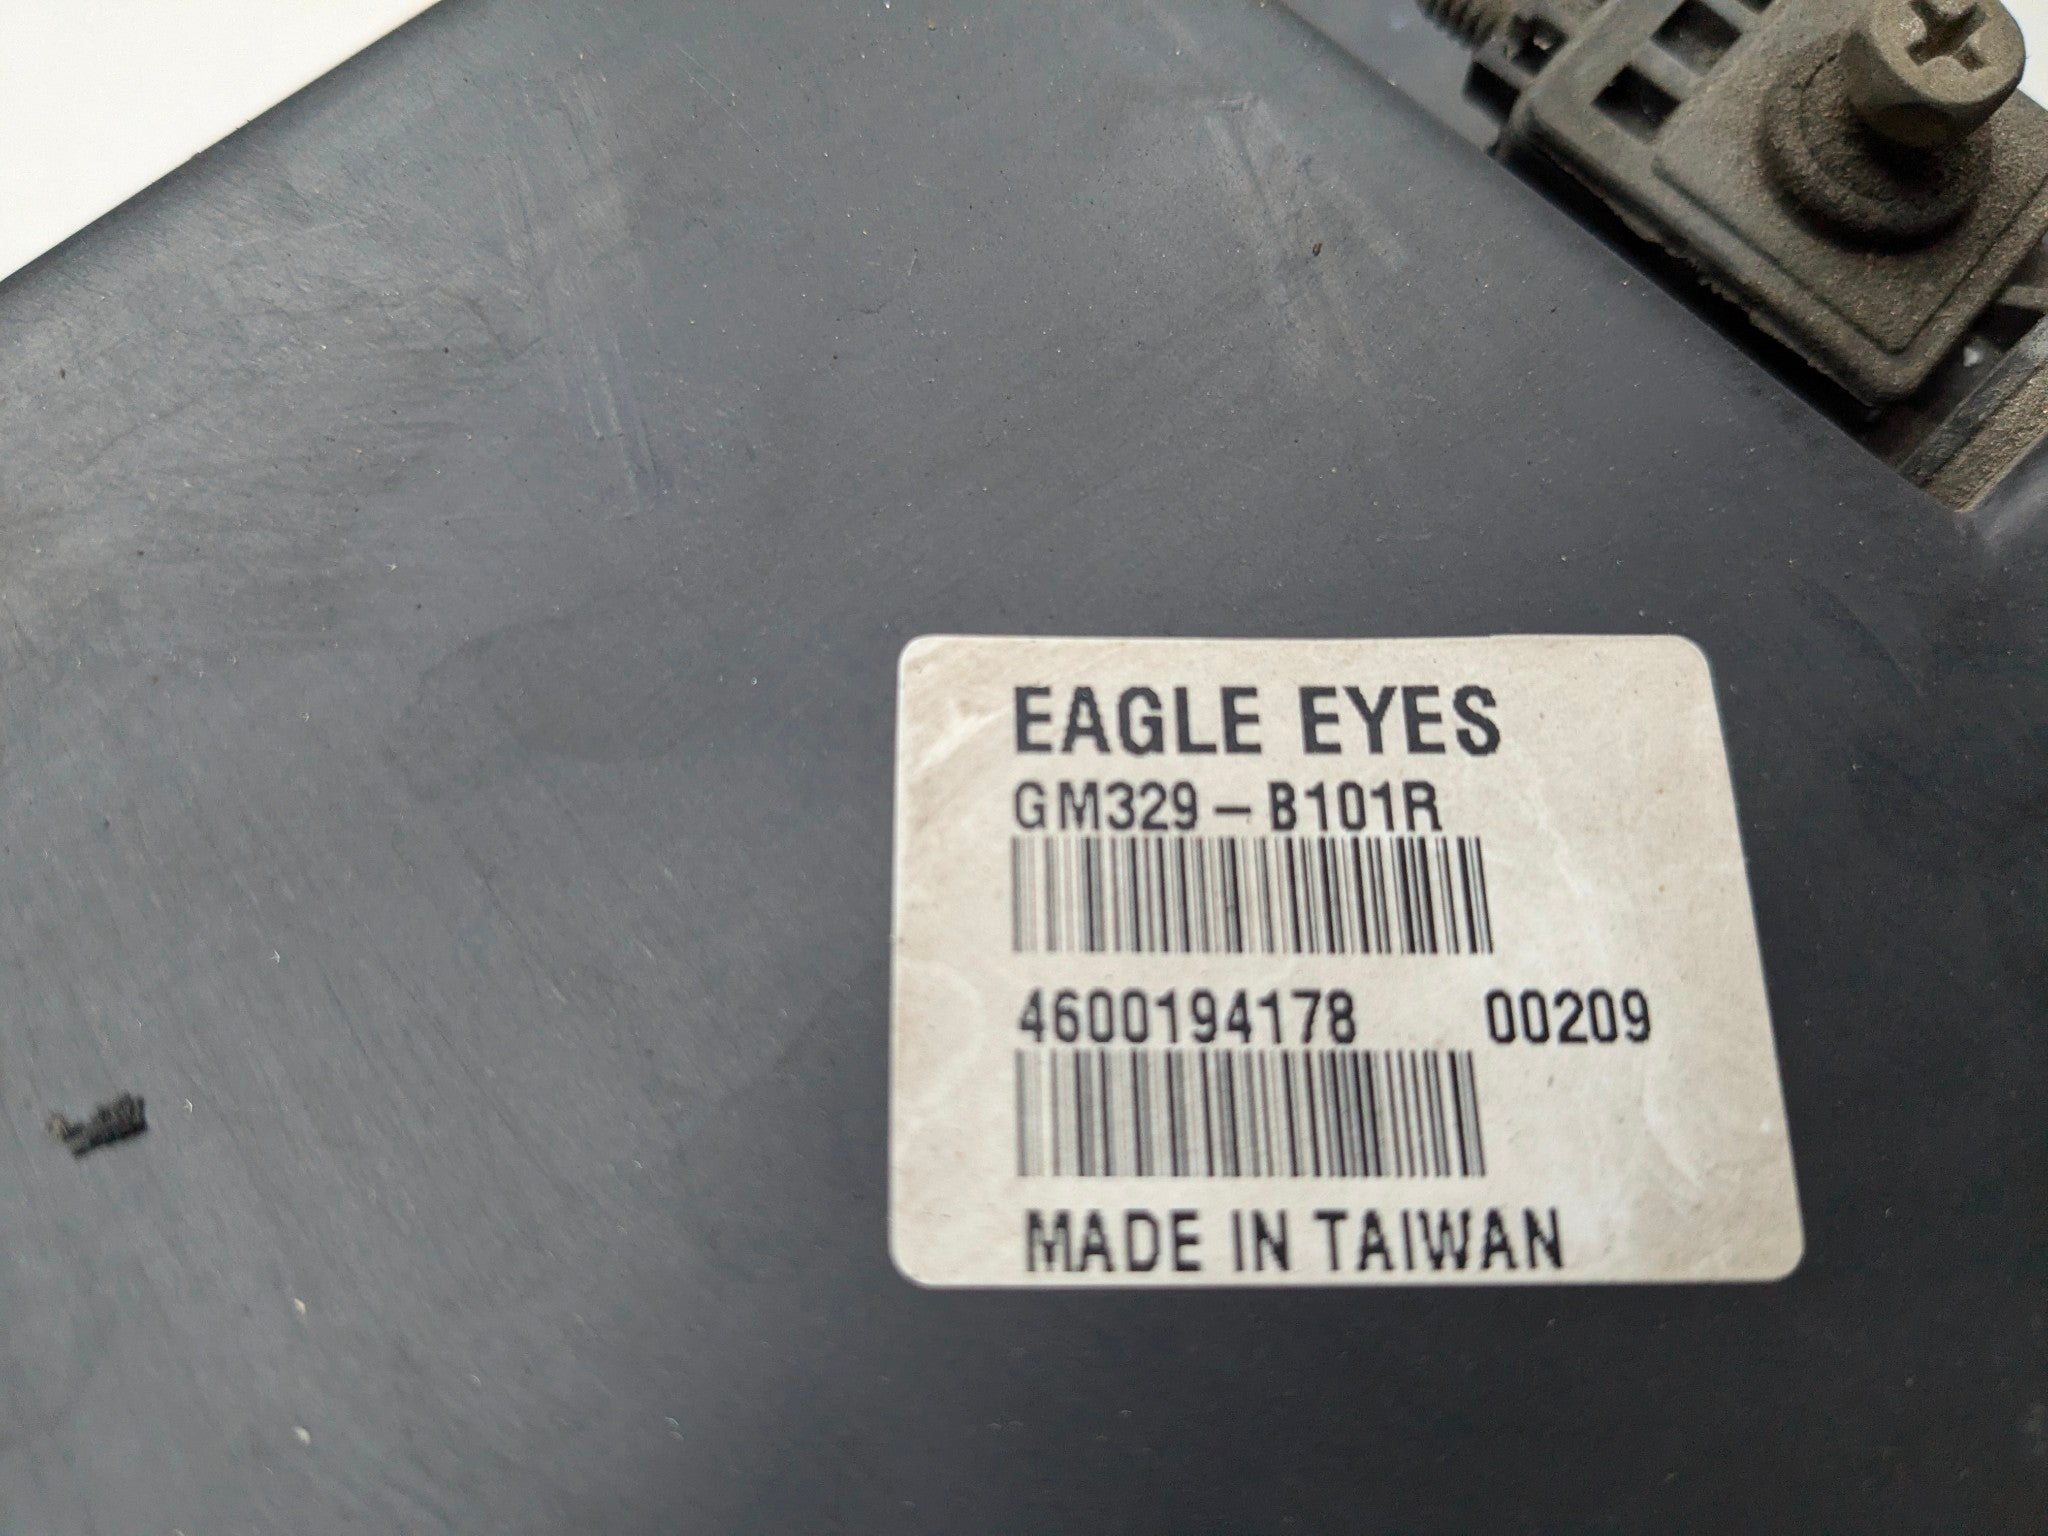 EAGLE EYES
GM329-B101R
4600194178 00209
MADE IN TAIWAN